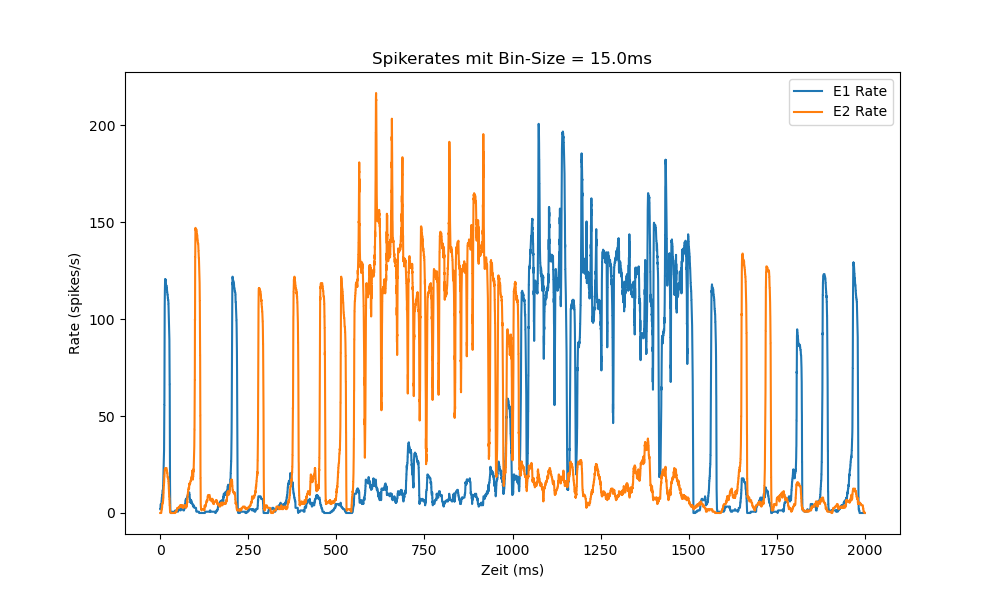 Spikerates mit Bin-Size = 15.0ms
E1 Rate
E2 Rate
Rate (spikes/s)
200
150
100
50
0
0 250 500 750 1000 1250 1500 1750 2000
Zeit (ms)